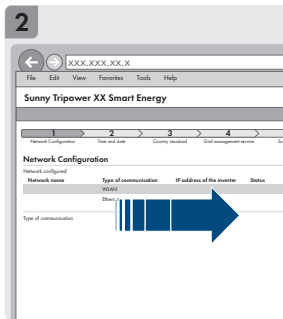 2
XXX.XXX.XX.X
File Edit View Favorites Tools Help
Sunny Tripower XX Smart Energy
1 2 3 4
Network Configuration Time and date Country standard Grid management service
Network Configuration
Network configured
Network name Type of communication IP address of the inverter Status
WLAN
Type of communication